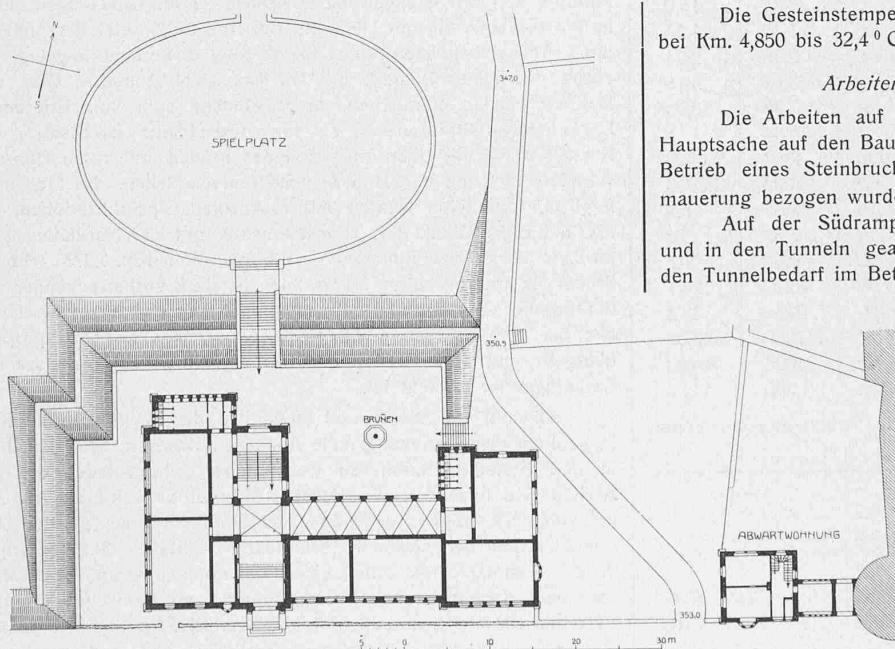 N
S
SPIELPLATZ
347.0
350.5
BRUNEN
ABWARTWOHNUNG
353.0
5 0 10 20 30 m
Die Gesteinstempe
bei Km. 4,850 bis 32,4 ⁰ C
Arbeiten
Die Arbeiten auf
Hauptsache auf den Bau
Betrieb eines Steinbruch
mauerung bezogen wurde
Auf der Südramp
und in den Tunneln gea
den Tunnelbedarf im Bet